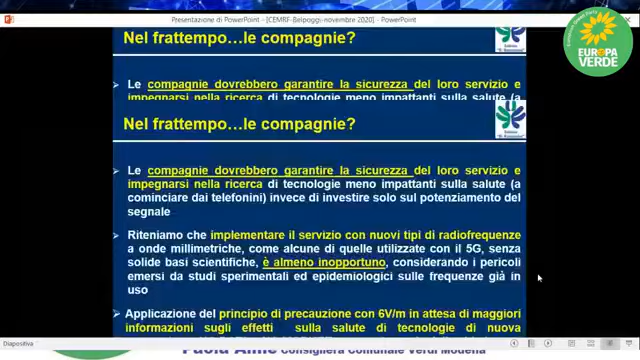 Presentazione di PowerPoint - [CEMRF-Belpoggi-novembre 2020] - PowerPoint
EUROPA
VERDE
Nel frattempo…le compagnie?
Le compagnie dovrebbero garantire la sicurezza del loro servizio e
impegnarsi nella ricerca di tecnologie meno impattanti sulla salute (a
Nel frattempo…le compagnie?
Le compagnie dovrebbero garantire la sicurezza del loro servizio e
impegnarsi nella ricerca di tecnologie meno impattanti sulla salute (a
cominciare dai telefonini) invece di investire solo sul potenziamento del
segnale
Riteniamo che implementare il servizio con nuovi tipi di radiofrequenze
a onde millimetriche, come alcune di quelle utilizzate con il 5G, senza
solide basi scientifiche, è almeno inopportuno, considerando i pericoli
emersi da studi sperimentali ed epidemiologici sulle frequenze già in
uso
Applicazione del principio di precauzione con 6V/m in attesa di maggiori
informazioni sugli effetti sulla salute di tecnologie di nuova
Diapositiva
Consigliera Comunale Verdi Modena